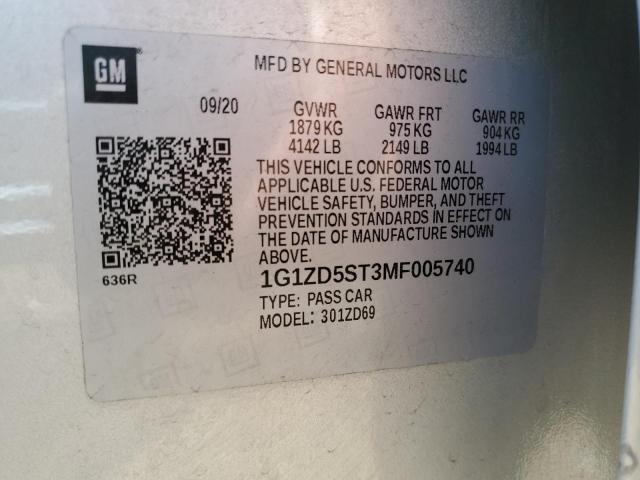 GM
MFD BY GENERAL MOTORS LLC
09/20 GVWR GAWR FRT GAWR RR
1879 KG 975 KG 904 KG
4142 LB 2149 LB 1994 LB
THIS VEHICLE CONFORMS TO ALL
APPLICABLE U.S. FEDERAL MOTOR
VEHICLE SAFETY, BUMPER, AND THEFT
PREVENTION STANDARDS IN EFFECT ON
THE DATE OF MANUFACTURE SHOWN
ABOVE.
636R
1G1ZD5ST3MF005740
TYPE: PASS CAR
MODEL: 301ZD69